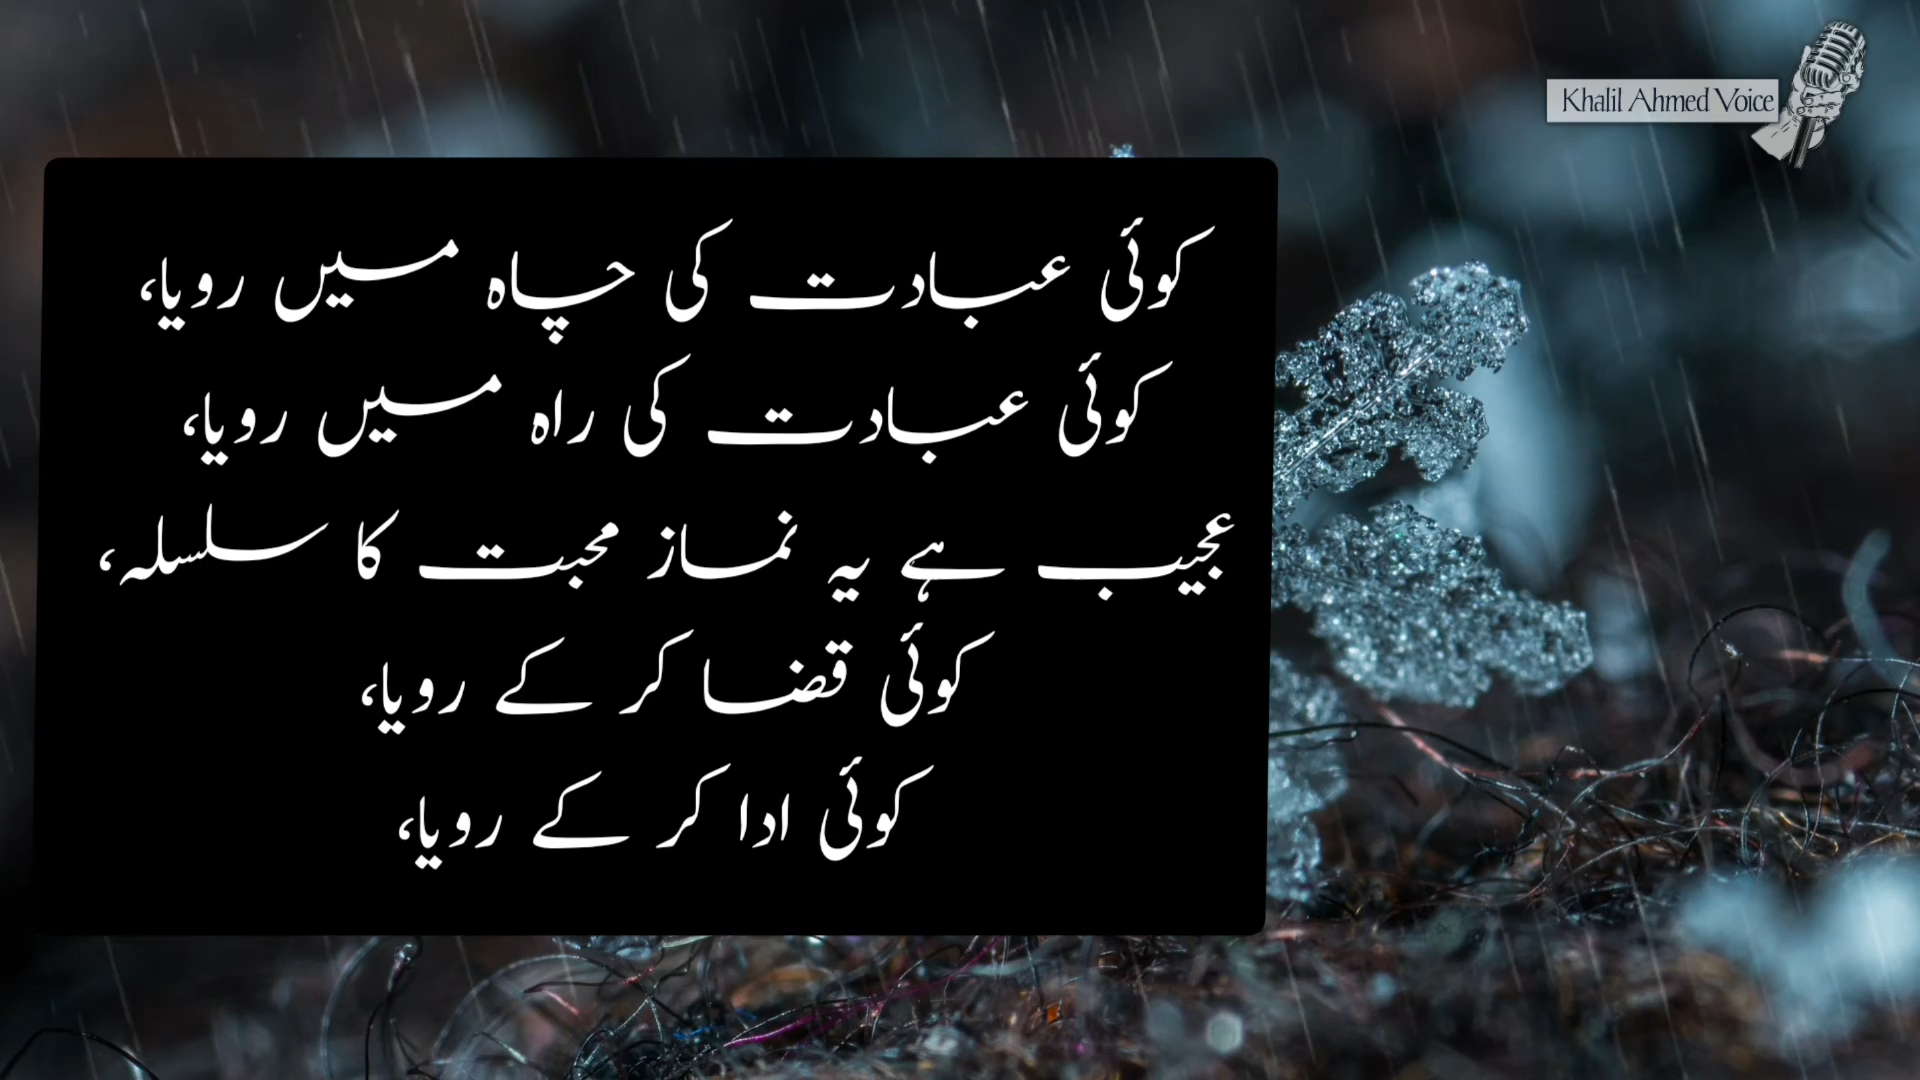 Khalil Ahmed Voice
کوئی عبادت کی چاہ میں رویا،
کوئی عبادت کی راہ میں رویا،
عجیب ہے یہ نماز محبت کا سلسلہ،
کوئی قضا کر کے رویا،
کوئی ادا کر کے رویا،